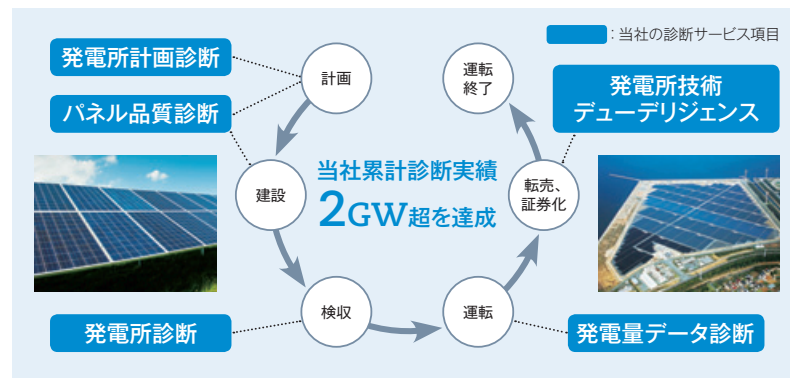 ：当社の診断サービス項目
発電所計画診断
パネル品質診断
計画
運転
終了
発電所技術
デューデリジェンス
建設
当社累計診断実績
2GW超を達成
転売、
証券化
検収
運転
発電所診断
発電量データ診断